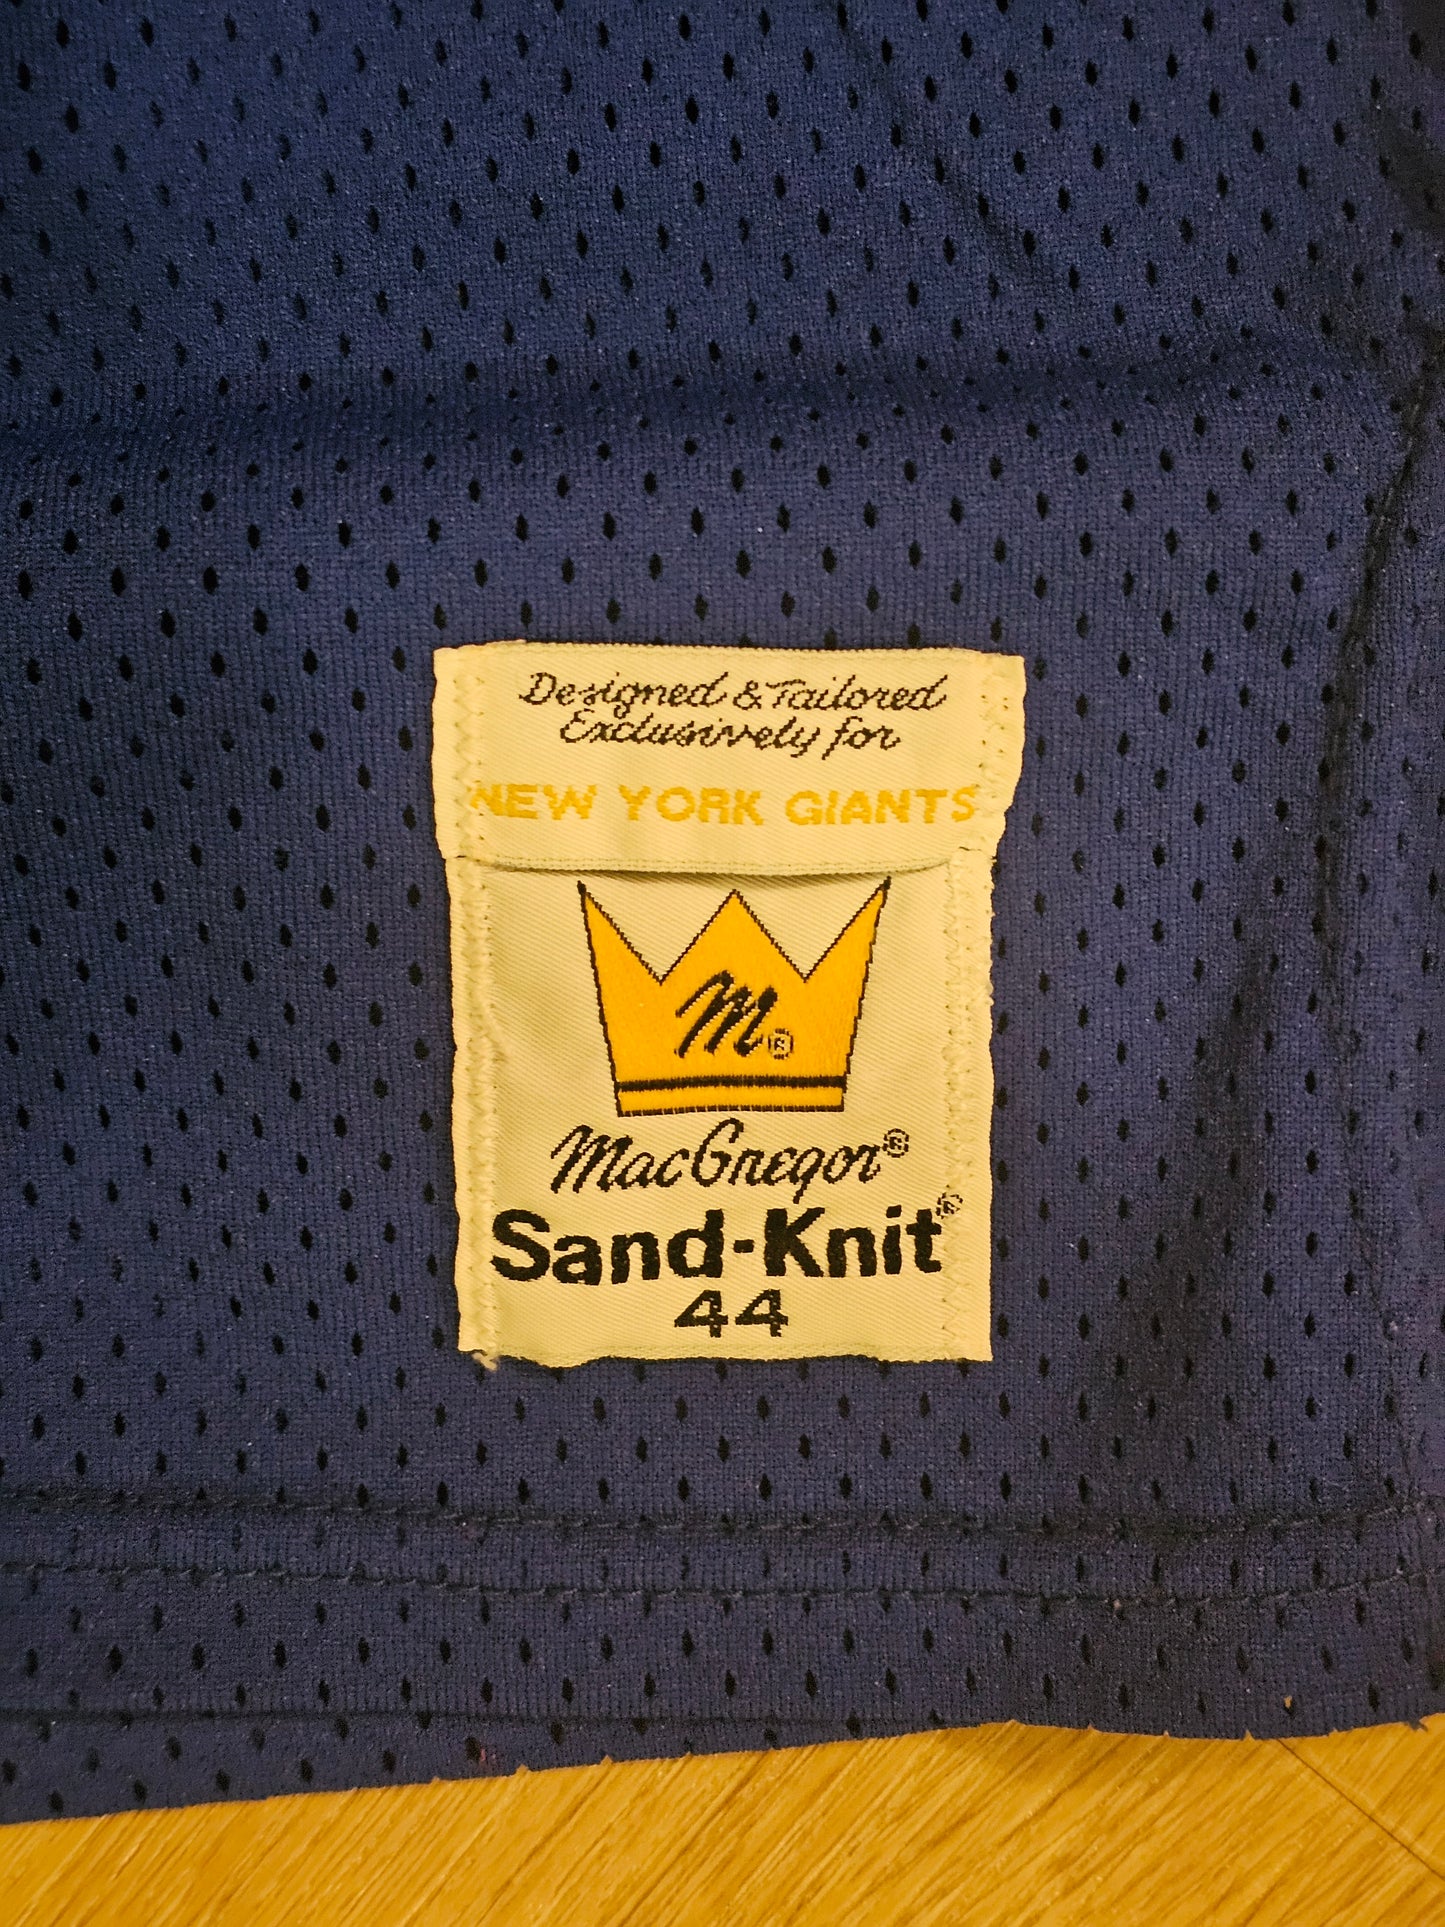 Designed & Tailored
Exclusively for
NEW YORK GIANTS
M®
MacGregor®
Sand-Knit®
44